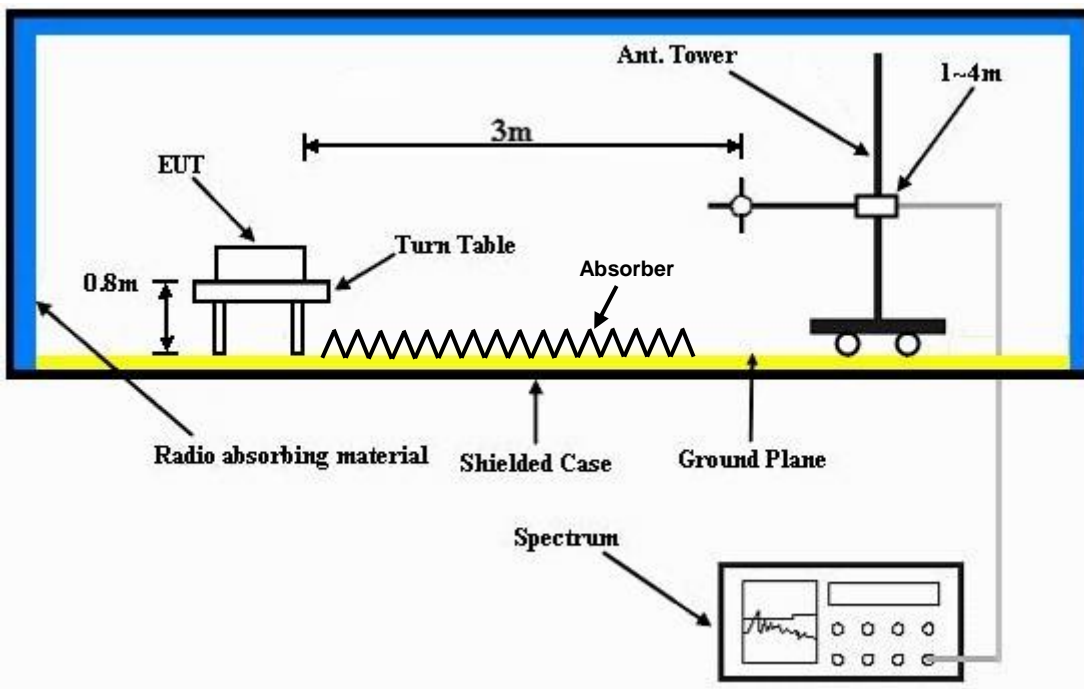 Ant. Tower
1~4m
3m
EUT
Turn Table
0.8m
Absorber
Radio absorbing material
Shielded Case
Ground Plane
Spectrum